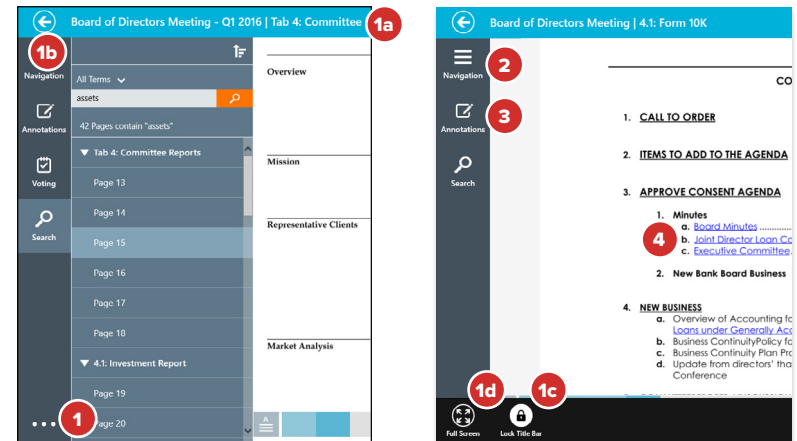 Board of Directors Meeting - Q1 2016 | Tab 4: Committee
1a
1b
Navigation
All Terms
assets
Annotations
42 Pages contain "assets"
Tab 4: Committee Reports
Voting
Page 13
Page 14
Search
Page 15
Page 16
Page 17
Page 18
4.1: Investment Report
Page 19
1
Page 20
Overview
Mission
Representative Clients
Market Analysis
A
Board of Directors Meeting | 4.1: Form 10K
2
Navigation
3
Annotations
Search
CO
1. CALL TO ORDER
2. ITEMS TO ADD TO THE AGENDA
3. APPROVE CONSENT AGENDA
1. Minutes
a. Board Minutes
4
b. Joint Director Loan Co
c. Executive Committee
2. New Bank Board Business
4. NEW BUSINESS
a. Overview of Accounting fo
Loans under Generally Acc
b. Business ContinuityPolicy fo
c. Business Continuity Plan Pro
d. Update from directors' tha
Conference
1d
1c
Full Screen
Lock Title Bar